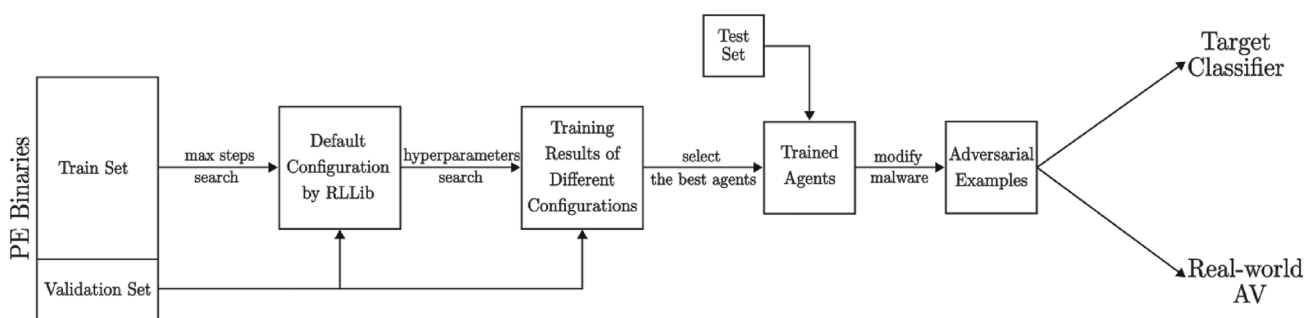 PE Binaries
Train Set
Validation Set
max steps
search
Default
Configuration
by RLLib
hyperparameters
search
Training
Results of
Different
Configurations
select
the best agents
Test
Set
Trained
Agents
modify
malware
Adversarial
Examples
Target
Classifier
Real-world
AV